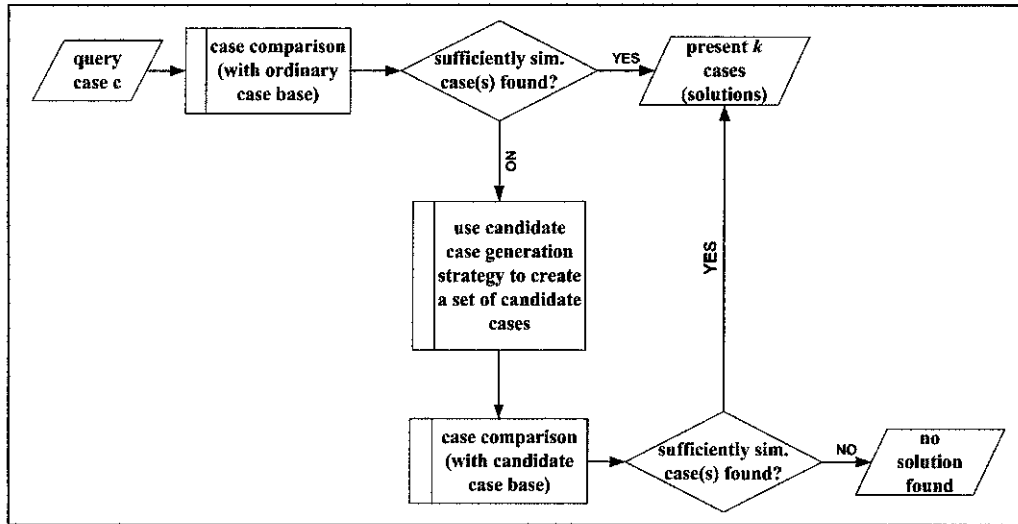 query
case c
case comparison
(with ordinary
case base)
sufficiently sim.
case(s) found?
YES
present k
cases
(solutions)
NO
use candidate
case generation
strategy to create
a set of candidate
cases
YES
case comparison
(with candidate
case base)
sufficiently sim.
case(s) found?
NO
no
solution
found